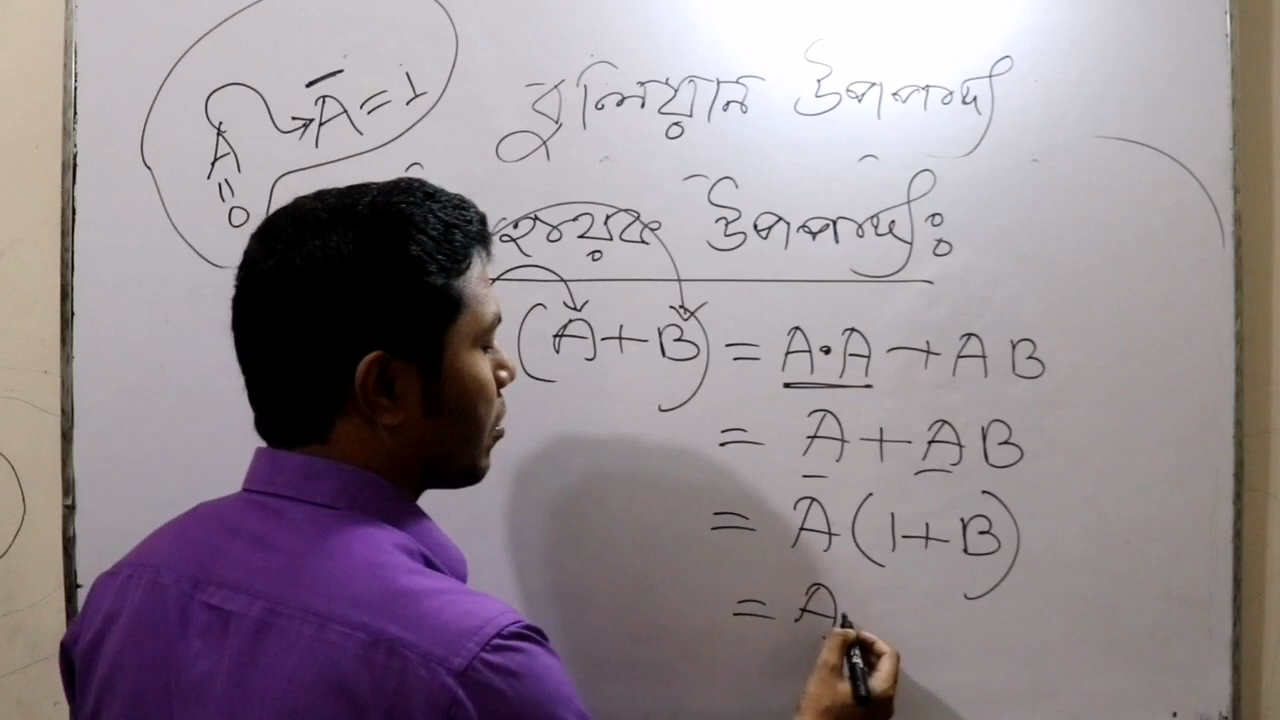 A = 0 → A̅ = 1
বুলিয়ান উপপাদ্য
উপপাদ্য:
(A+B) = A·A + AB
= A + AB
= A(1+B)
= A